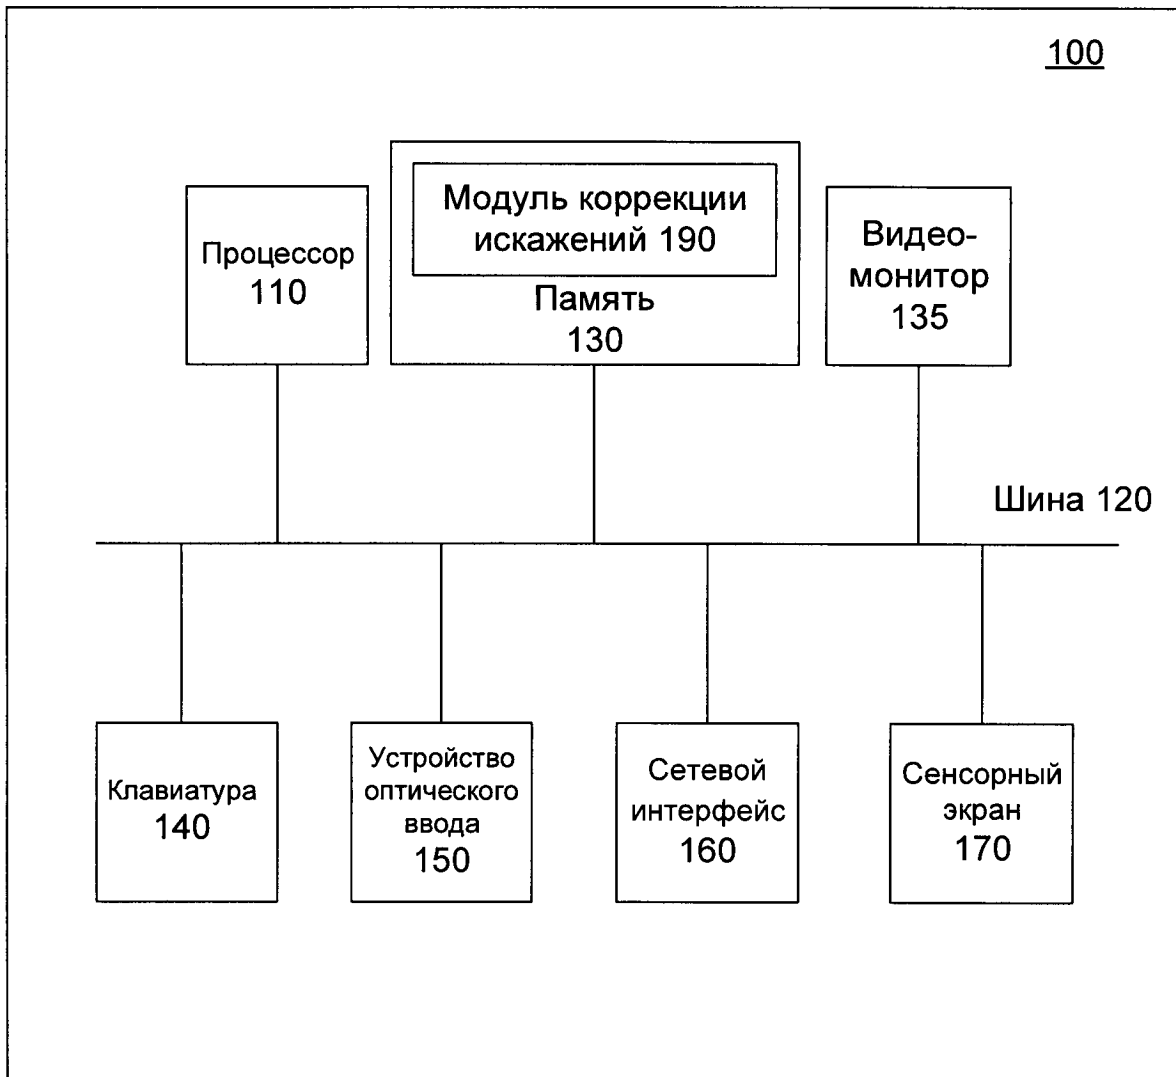 100
Процессор
110
Модуль коррекции
искажений 190
Память
130
Видео-
монитор
135
Шина 120
Клавиатура
140
Устройство
оптического
ввода
150
Сетевой
интерфейс
160
Сенсорный
экран
170